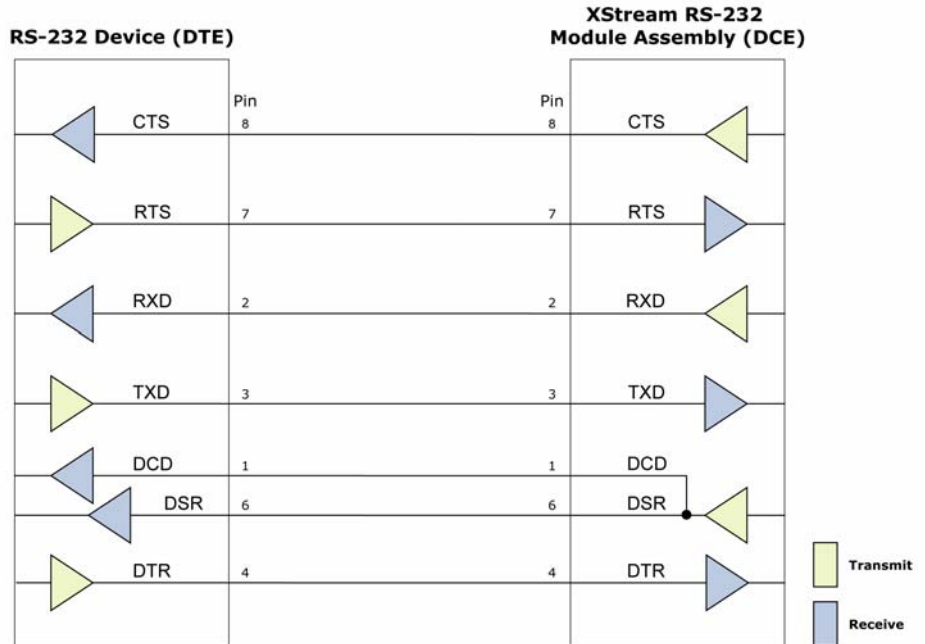 RS-232 Device (DTE)
XStream RS-232
Module Assembly (DCE)
Pin
Pin
CTS
8
8
CTS
RTS
7
7
RTS
RXD
2
2
RXD
TXD
3
3
TXD
DCD
1
1
DCD
DSR
6
6
DSR
DTR
4
4
DTR
Transmit
Receive